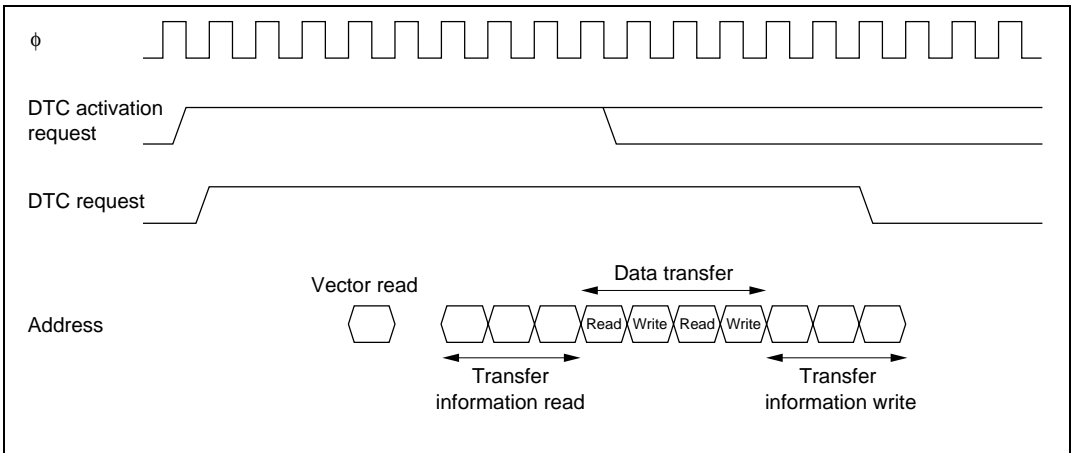 φ
DTC activation
request
DTC request
Vector read
Data transfer
Address
Read Write Read Write
Transfer
information read
Transfer
information write